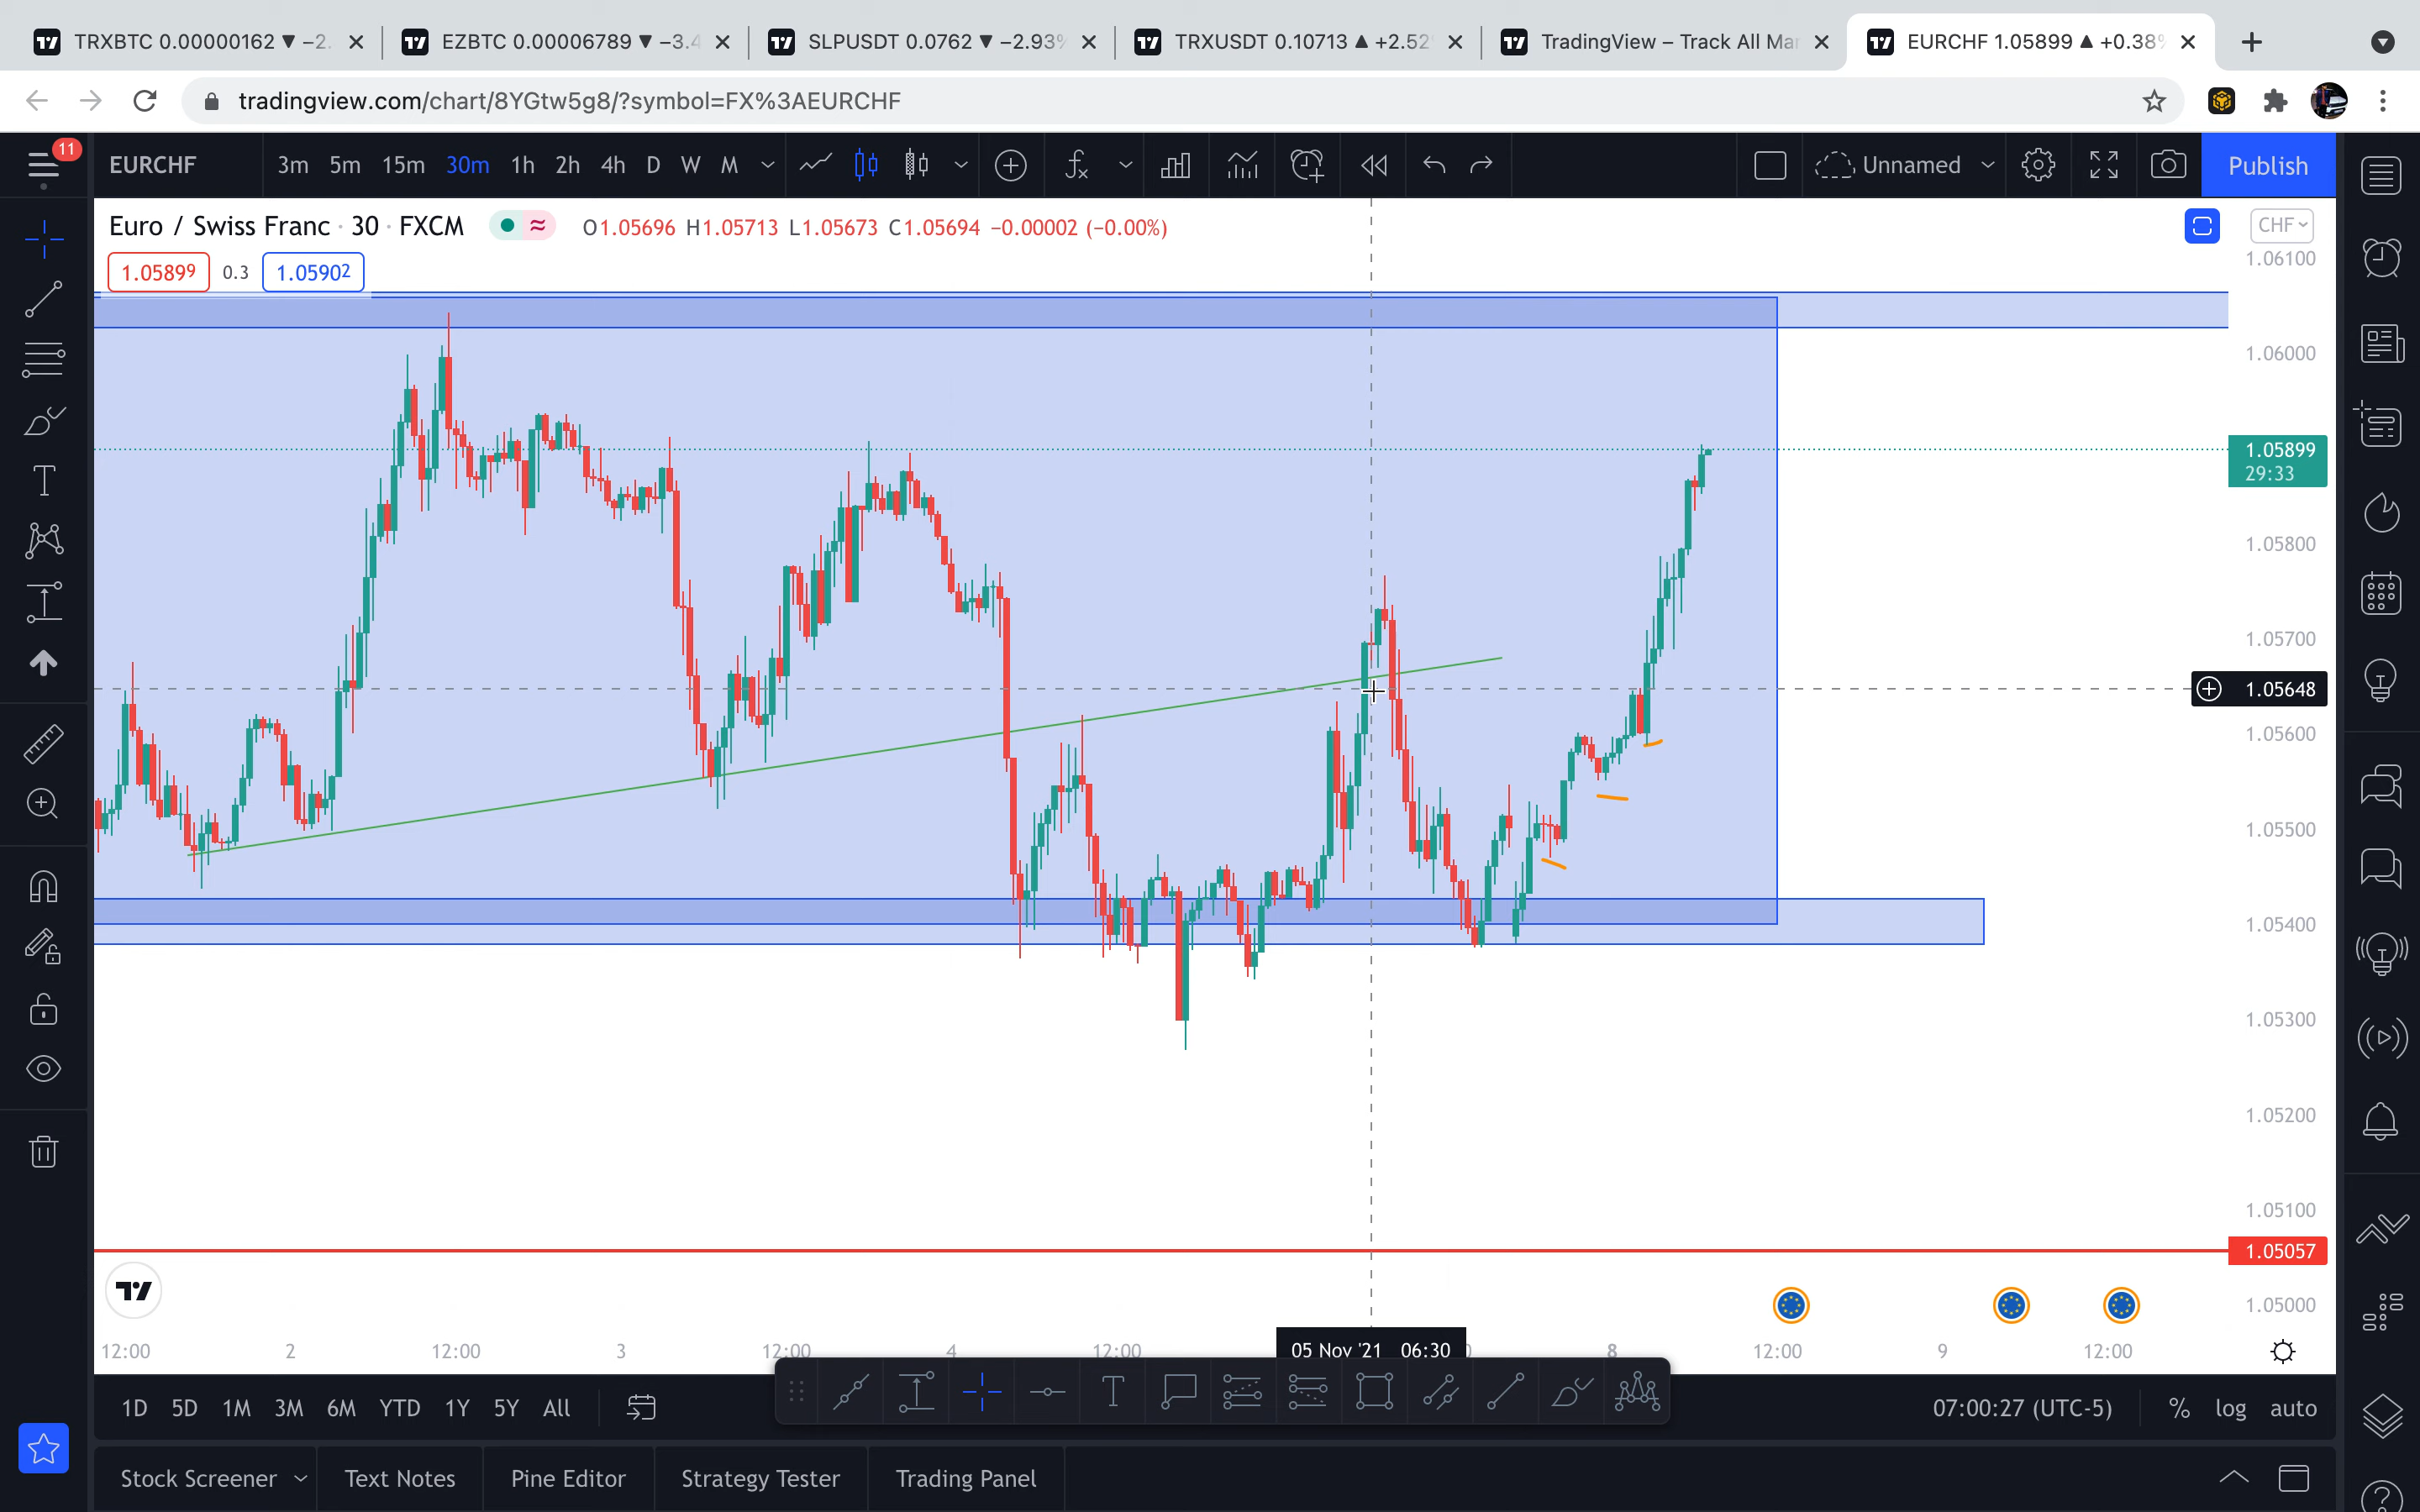 TRXBTC 0.00000162 ▼ −2.
EZBTC 0.00006789 ▼ −3.4
SLPUSDT 0.0762 ▼ −2.93%
TRXUSDT 0.10713 ▲ +2.52
TradingView – Track All Mar
EURCHF 1.05899 ▲ +0.38%
tradingview.com/chart/8YGtw5g8/?symbol=FX%3AEURCHF
11
EURCHF
3m 5m 15m 30m 1h 2h 4h D W M
Unnamed
Publish
Euro / Swiss Franc · 30 · FXCM
O1.05696 H1.05713 L1.05673 C1.05694 −0.00002 (−0.00%)
CHF
1.05899 0.3 1.05902
1.06100
1.06000
1.05899
29:33
1.05800
1.05700
1.05648
1.05600
1.05500
1.05400
1.05300
1.05200
1.05100
1.05057
1.05000
12:00 2 12:00 3 12:00 4 12:00 05 Nov '21 06:30 8 12:00 9 12:00
1D 5D 1M 3M 6M YTD 1Y 5Y All
07:00:27 (UTC-5) % log auto
Stock Screener Text Notes Pine Editor Strategy Tester Trading Panel